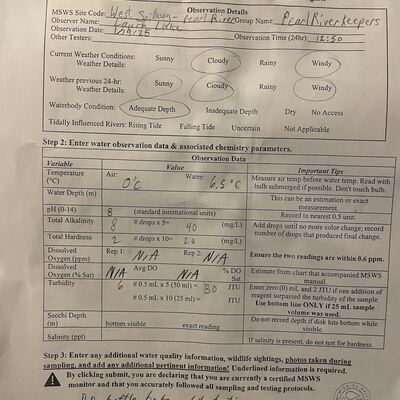 Observation Details
MSWS Site Code: West Spillway - Pearl River Group Name: Pearl River Keepers
Observer Name:
Observation Date: 1/19/25 Observation Time (24hr): 12:50
Other Testers:
Current Weather Conditions: Sunny Cloudy Rainy Windy
Weather Details:
Weather previous 24-hr: Sunny Cloudy Rainy Windy
Weather Details:
Waterbody Condition: Adequate Depth Inadequate Depth Dry No Access
Tidally Influenced Rivers: Rising Tide Falling Tide Uncertain Not Applicable
Step 2: Enter water observation data & associated chemistry parameters.
Observation Data
Variable Value Important Tips
Temperature (°C) Air: 0°C Water: 6.5°C Measure air temp before water temp. Read with bulb submerged if possible. Don't touch bulb.
Water Depth (m) This can be an estimation or exact measurement.
pH (0-14) 8 (standard international units) Record to nearest 0.5 unit.
Total Alkalinity 8 # drops x 5= 40 (mg/L) Add drops until no more color change; record number of drops that produced final change.
Total Hardness 2 # drops x 10= 20 (mg/L)
Dissolved Oxygen (ppm) Rep 1: N/A Rep 2: N/A Ensure the two readings are within 0.6 ppm.
Dissolved Oxygen (% Sat) N/A Avg DO N/A % DO Sat Estimate from chart that accompanied MSWS manual.
Turbidity 6 # 0.5 mL x 5 (50 ml) = 30 JTU Enter zero (0) mL and 2 JTU if one addition of reagent surpassed the turbidity of the sample.
# 0.5 mL x 10 (25 ml) = JTU Use bottom line ONLY if 25 mL sample volume was used.
Secchi Depth (m) bottom visible exact reading Do not record depth if disk hits bottom while visible.
Salinity (ppt) If salinity is present, do not test for hardness.
Step 3: Enter any additional water quality information, wildlife sightings, photos taken during
sampling, and add any additional pertinent information! Underlined information is required.
By clicking submit, you are declaring that you are currently a certified MSWS
monitor and that you accurately followed all sampling and testing protocols.